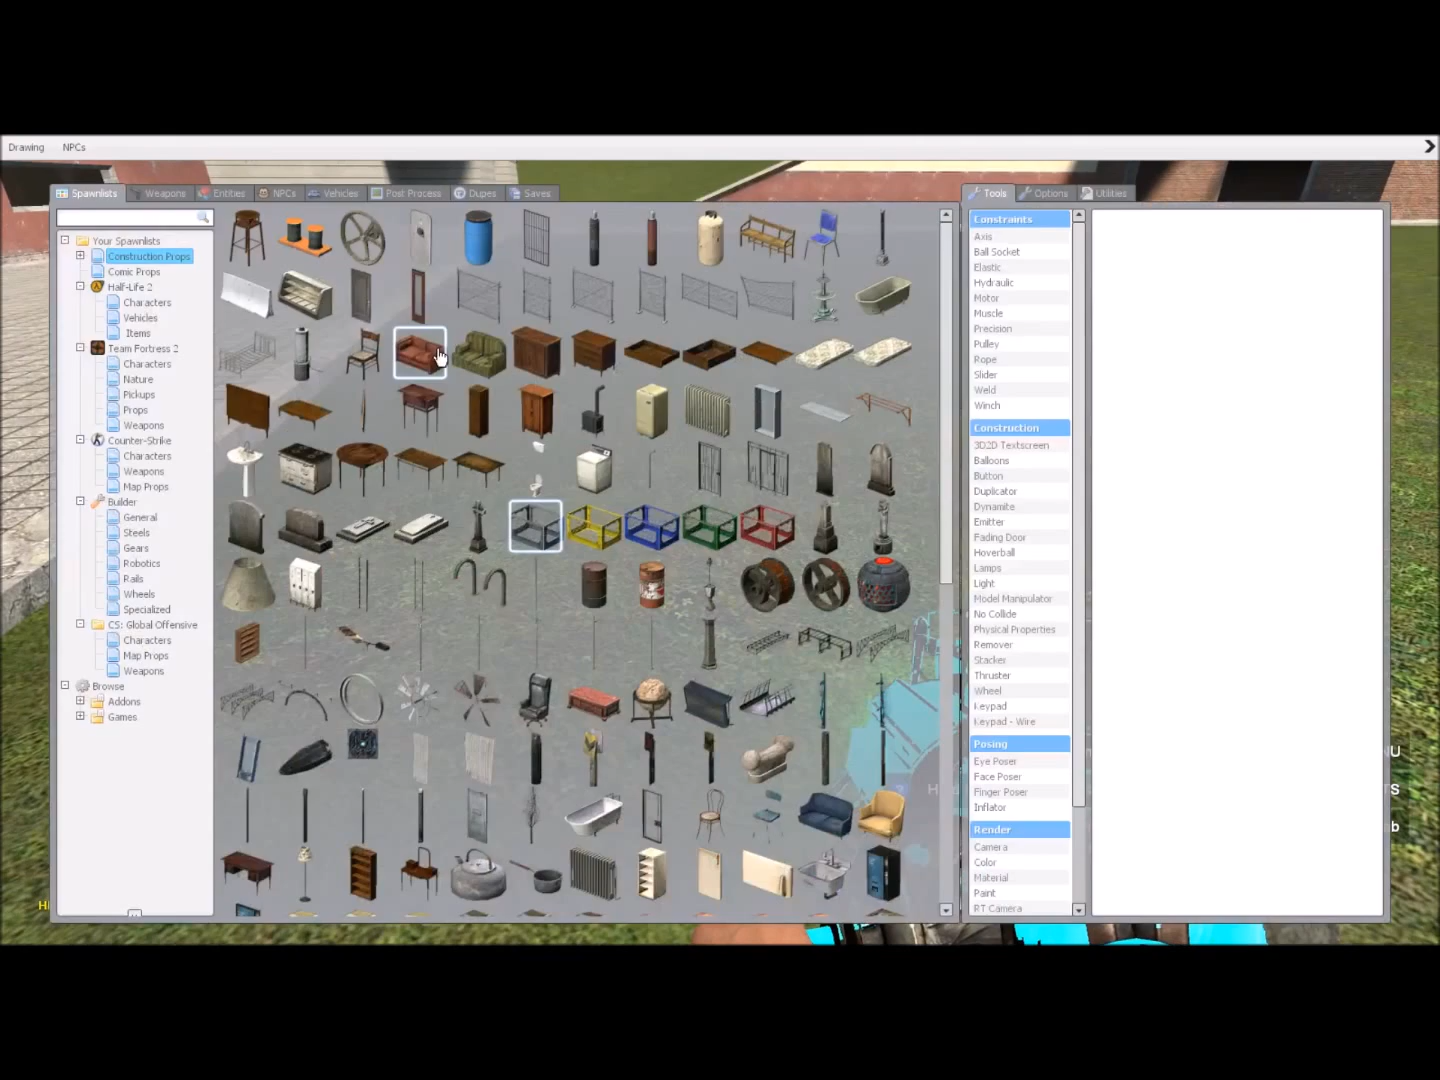 Drawing NPCs
Spawnlists Weapons Entities NPCs Vehicles Post Process Dupes Saves
Your Spawnlists
Construction Props
Comic Props
Half-Life 2
Characters
Vehicles
Items
Team Fortress 2
Characters
Nature
Pickups
Props
Weapons
Counter-Strike
Characters
Weapons
Map Props
Builder
General
Steels
Gears
Robotics
Rails
Wheels
Specialized
CS: Global Offensive
Characters
Map Props
Weapons
Browse
Addons
Games
Tools Options Utilities
Constraints
Axis
Ball Socket
Elastic
Hydraulic
Motor
Muscle
Precision
Pulley
Rope
Slider
Weld
Winch
Construction
3D2D Textscreen
Balloons
Button
Duplicator
Dynamite
Emitter
Fading Door
Hoverball
Lamps
Light
Model Manipulator
No Collide
Physical Properties
Remover
Stacker
Thruster
Wheel
Keypad
Keypad - Wire
Posing
Eye Poser
Face Poser
Finger Poser
Inflator
Render
Camera
Color
Material
Paint
RT Camera